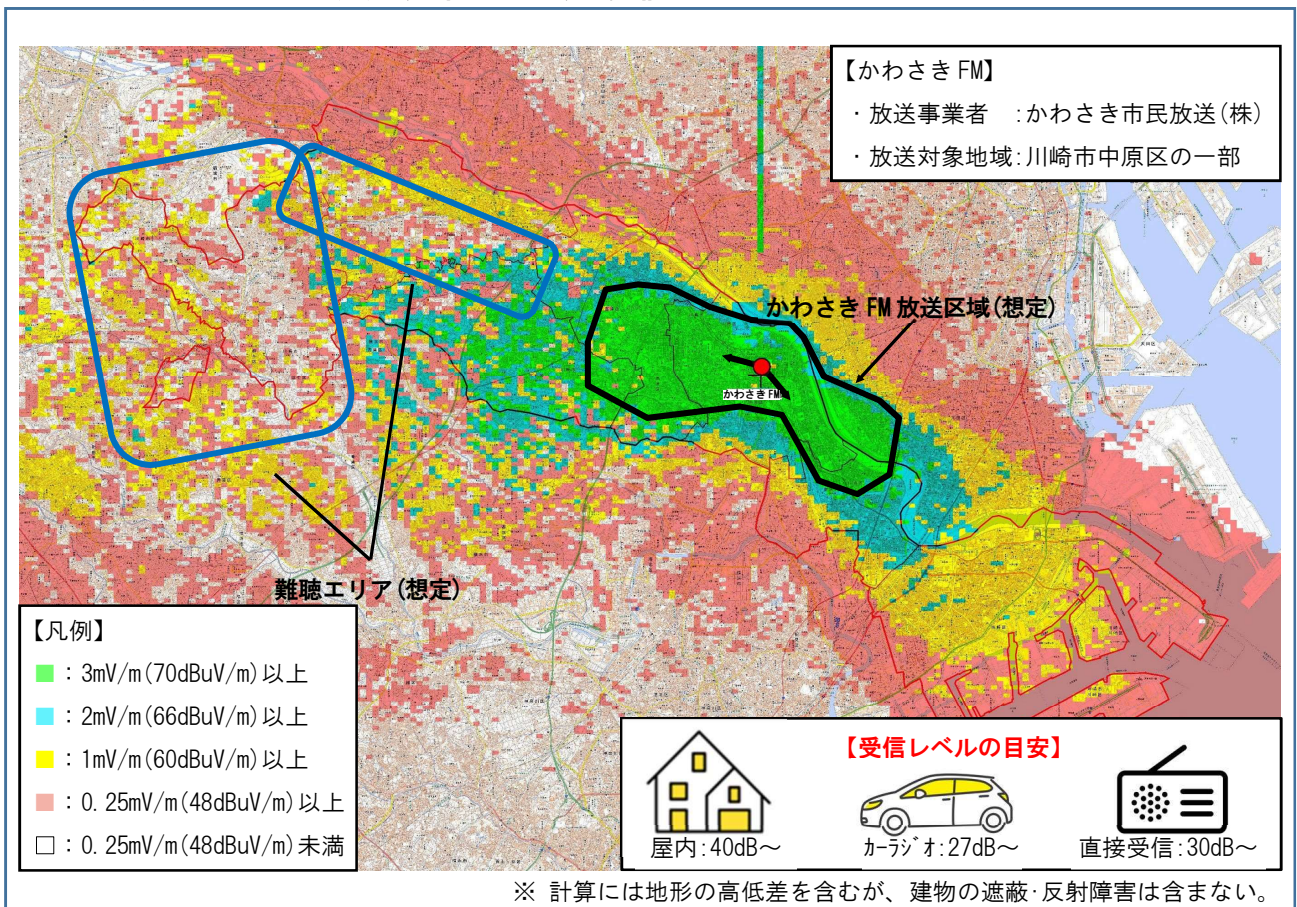 【かわさきFM】
・放送事業者　:かわさき市民放送(株)
・放送対象地域:川崎市中原区の一部
かわさきFM放送区域(想定)
かわさきFM
難聴エリア(想定)
【凡例】
■:3mV/m(70dBuV/m)以上
■:2mV/m(66dBuV/m)以上
■:1mV/m(60dBuV/m)以上
■:0.25mV/m(48dBuV/m)以上
□:0.25mV/m(48dBuV/m)未満
【受信レベルの目安】
屋内:40dB～
ｶｰﾗｼﾞｵ:27dB～
直接受信:30dB～
※ 計算には地形の高低差を含むが、建物の遮蔽･反射障害は含まない。